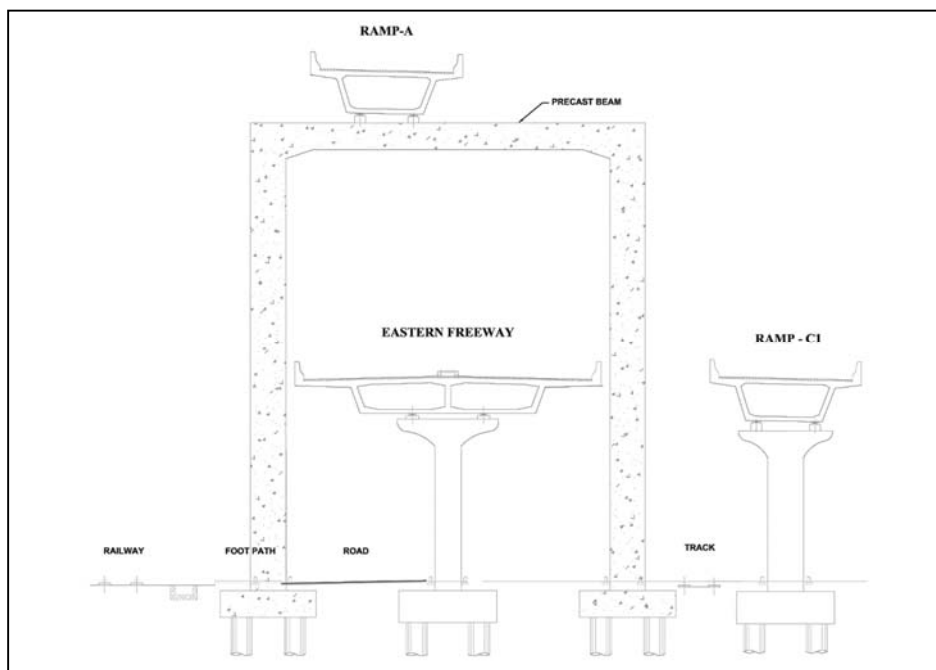 RAMP-A
PRECAST BEAM
EASTERN FREEWAY
RAMP - C1
RAILWAY
FOOT PATH
ROAD
TRACK